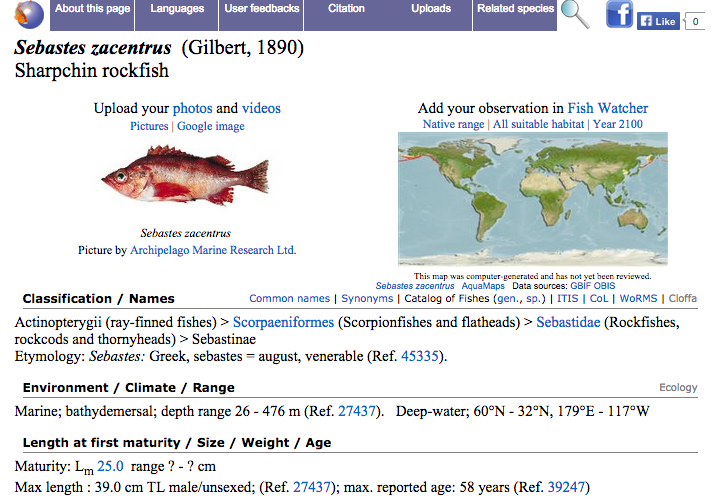 About this page Languages User feedbacks Citation Uploads Related species Like 0
Sebastes zacentrus (Gilbert, 1890)
Sharpchin rockfish
Upload your photos and videos
Pictures | Google image
Sebastes zacentrus
Picture by Archipelago Marine Research Ltd.
Add your observation in Fish Watcher
Native range | All suitable habitat | Year 2100
This map was computer-generated and has not yet been reviewed.
Sebastes zacentrus AquaMaps Data sources: GBIF OBIS
Classification / Names Common names | Synonyms | Catalog of Fishes (gen., sp.) | ITIS | CoL | WoRMS | Cloffa
Actinopterygii (ray-finned fishes) > Scorpaeniformes (Scorpionfishes and flatheads) > Sebastidae (Rockfishes,
rockcods and thornyheads) > Sebastinae
Etymology: Sebastes: Greek, sebastes = august, venerable (Ref. 45335).
Environment / Climate / Range Ecology
Marine; bathydemersal; depth range 26 - 476 m (Ref. 27437). Deep-water; 60°N - 32°N, 179°E - 117°W
Length at first maturity / Size / Weight / Age
Maturity: Lm 25.0 range ? - ? cm
Max length : 39.0 cm TL male/unsexed; (Ref. 27437); max. reported age: 58 years (Ref. 39247)